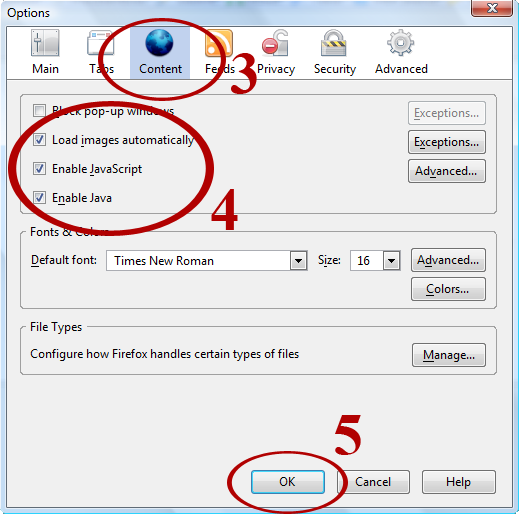 Options
Main Tabs Content Feeds Privacy Security Advanced
3
Block pop-up windows Exceptions...
Load images automatically Exceptions...
Enable JavaScript Advanced...
Enable Java
4
Fonts & Colors
Default font: Times New Roman Size: 16 Advanced...
Colors...
File Types
Configure how Firefox handles certain types of files Manage...
5
OK Cancel Help